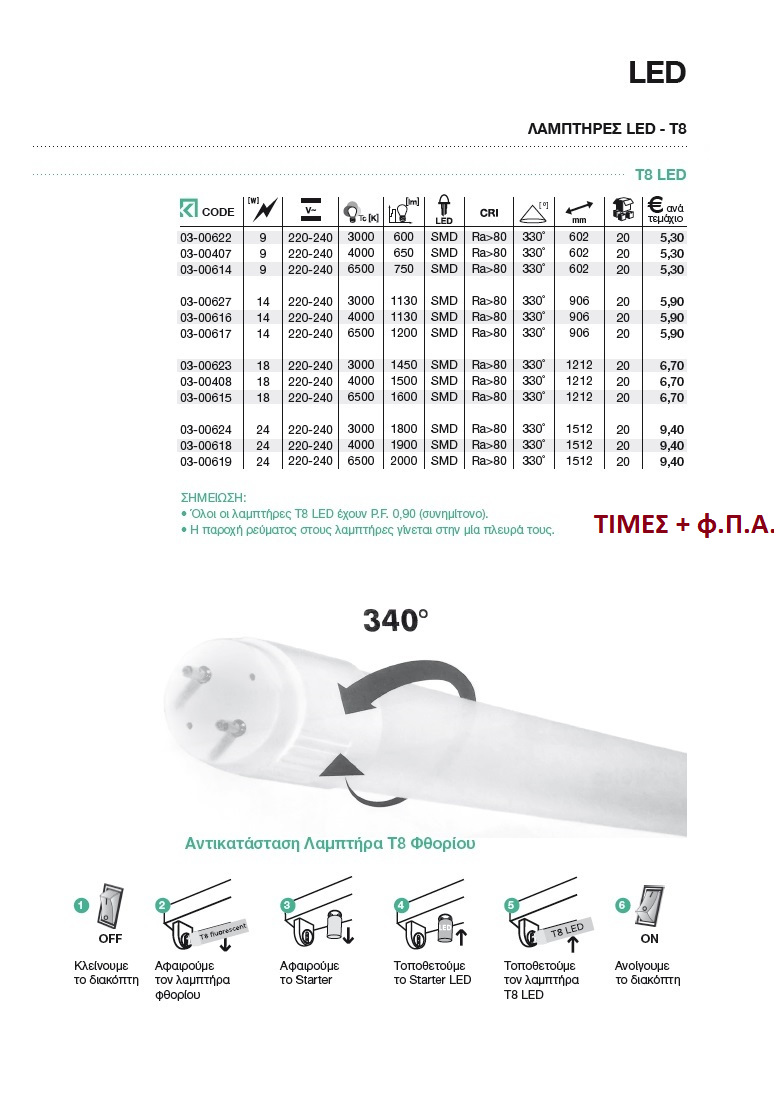 LED
ΛΑΜΠΤΗΡΕΣ LED - T8
T8 LED
CODE [W] V~ Tc [K] [lm] LED CRI [°] mm € ανά τεμάχιο
03-00622 9 220-240 3000 600 SMD Ra>80 330° 602 20 5,30
03-00407 9 220-240 4000 650 SMD Ra>80 330° 602 20 5,30
03-00614 9 220-240 6500 750 SMD Ra>80 330° 602 20 5,30
03-00627 14 220-240 3000 1130 SMD Ra>80 330° 906 20 5,90
03-00616 14 220-240 4000 1130 SMD Ra>80 330° 906 20 5,90
03-00617 14 220-240 6500 1200 SMD Ra>80 330° 906 20 5,90
03-00623 18 220-240 3000 1450 SMD Ra>80 330° 1212 20 6,70
03-00408 18 220-240 4000 1500 SMD Ra>80 330° 1212 20 6,70
03-00615 18 220-240 6500 1600 SMD Ra>80 330° 1212 20 6,70
03-00624 24 220-240 3000 1800 SMD Ra>80 330° 1512 20 9,40
03-00618 24 220-240 4000 1900 SMD Ra>80 330° 1512 20 9,40
03-00619 24 220-240 6500 2000 SMD Ra>80 330° 1512 20 9,40
ΣΗΜΕΙΩΣΗ:
• Όλοι οι λαμπτήρες T8 LED έχουν P.F. 0,90 (συνημίτονο).
• Η παροχή ρεύματος στους λαμπτήρες γίνεται στην μία πλευρά τους.
ΤΙΜΕΣ + φ.Π.Α.
340°
Αντικατάσταση Λαμπτήρα T8 Φθορίου
1 OFF
Κλείνουμε
το διακόπτη
2 T8 fluorescent
Αφαιρούμε
τον λαμπτήρα
φθορίου
3
Αφαιρούμε
το Starter
4 LED
Τοποθετούμε
το Starter LED
5 T8 LED
Τοποθετούμε
τον λαμπτήρα
T8 LED
6 ON
Ανοίγουμε
το διακόπτη